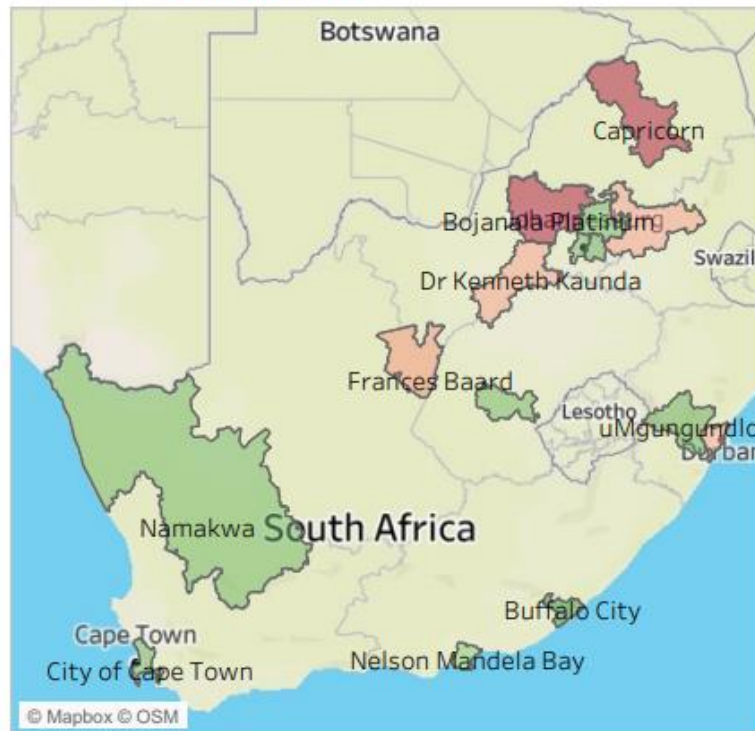 Botswana
Capricorn
Bojanala Platinum
Swazil
Dr Kenneth Kaunda
Frances Baard
Lesotho
uMgungundlo
Durban
Namakwa
South Africa
Buffalo City
Cape Town
Nelson Mandela Bay
City of Cape Town
© Mapbox © OSM